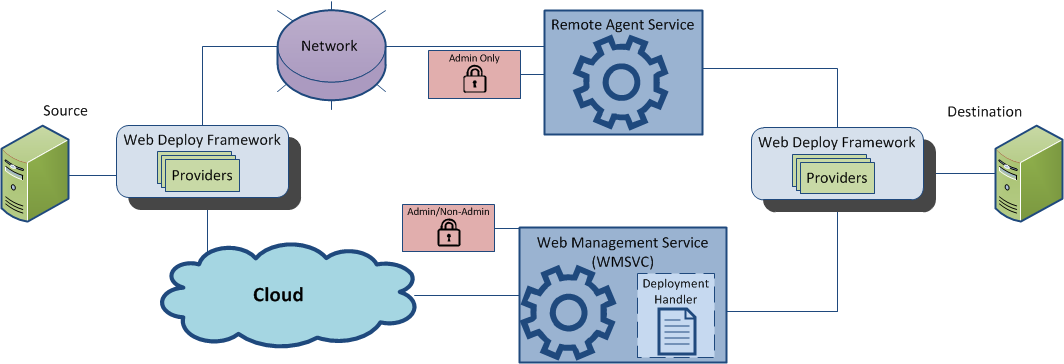 Network
Remote Agent Service
Admin Only
Source
Destination
Web Deploy Framework
Providers
Web Deploy Framework
Providers
Admin/Non-Admin
Web Management Service
(WMSVC)
Cloud
Deployment
Handler